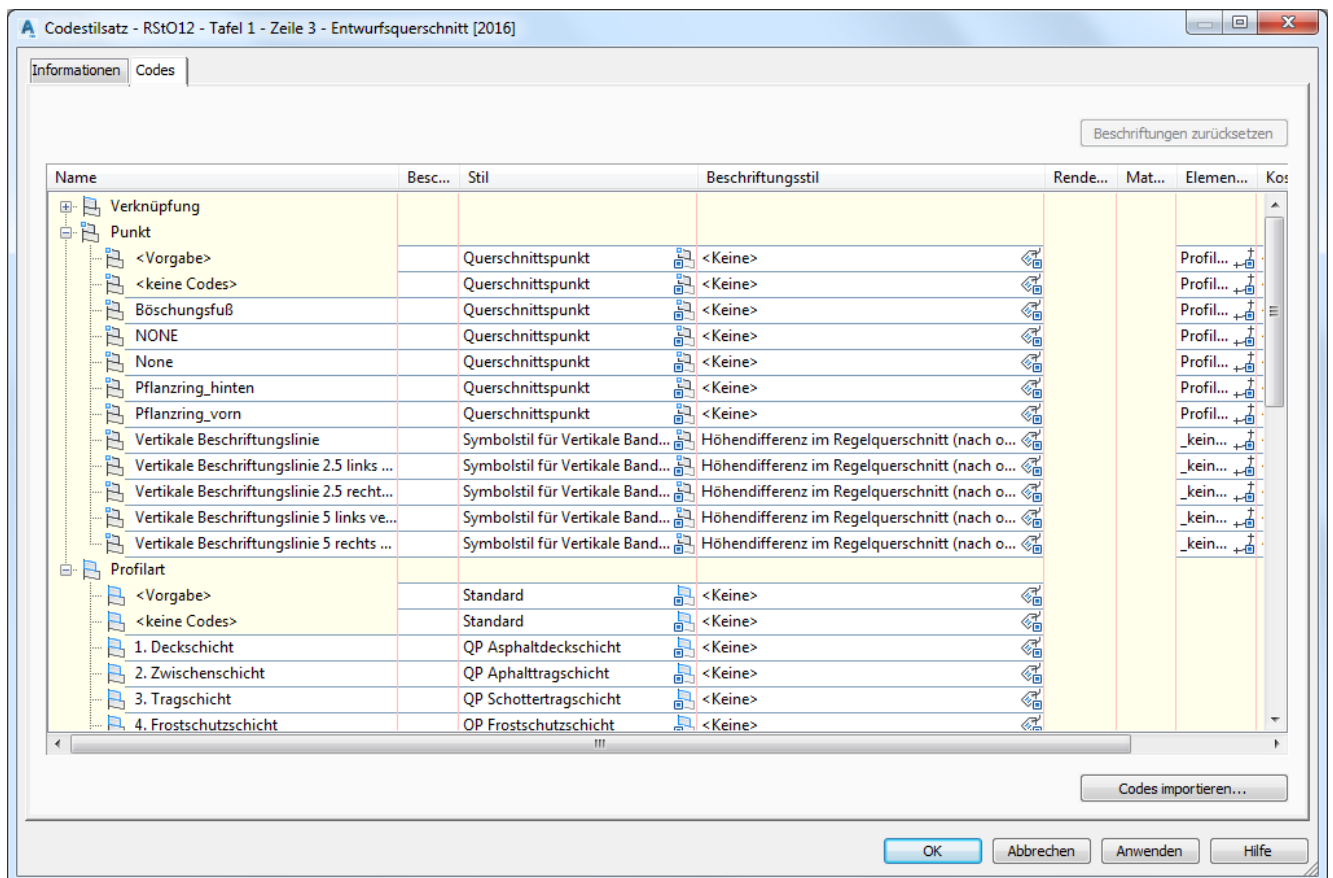 Codestilsatz - RStO12 - Tafel 1 - Zeile 3 - Entwurfsquerschnitt [2016]
Informationen Codes
Beschriftungen zurücksetzen
Name Besc... Stil Beschriftungsstil Rende... Mat... Elemen... Kos
Verknüpfung
Punkt
<Vorgabe> Querschnittspunkt <Keine> Profil...
<keine Codes> Querschnittspunkt <Keine> Profil...
Böschungsfuß Querschnittspunkt <Keine> Profil...
NONE Querschnittspunkt <Keine> Profil...
None Querschnittspunkt <Keine> Profil...
Pflanzring_hinten Querschnittspunkt <Keine> Profil...
Pflanzring_vorn Querschnittspunkt <Keine> Profil...
Vertikale Beschriftungslinie Symbolstil für Vertikale Band... Höhendifferenz im Regelquerschnitt (nach o... _kein...
Vertikale Beschriftungslinie 2.5 links ... Symbolstil für Vertikale Band... Höhendifferenz im Regelquerschnitt (nach o... _kein...
Vertikale Beschriftungslinie 2.5 recht... Symbolstil für Vertikale Band... Höhendifferenz im Regelquerschnitt (nach o... _kein...
Vertikale Beschriftungslinie 5 links ve... Symbolstil für Vertikale Band... Höhendifferenz im Regelquerschnitt (nach o... _kein...
Vertikale Beschriftungslinie 5 rechts ... Symbolstil für Vertikale Band... Höhendifferenz im Regelquerschnitt (nach o... _kein...
Profilart
<Vorgabe> Standard <Keine>
<keine Codes> Standard <Keine>
1. Deckschicht QP Asphaltdeckschicht <Keine>
2. Zwischenschicht QP Aphalttragschicht <Keine>
3. Tragschicht QP Schottertragschicht <Keine>
4. Frostschutzschicht QP Frostschutzschicht <Keine>
Codes importieren...
OK Abbrechen Anwenden Hilfe